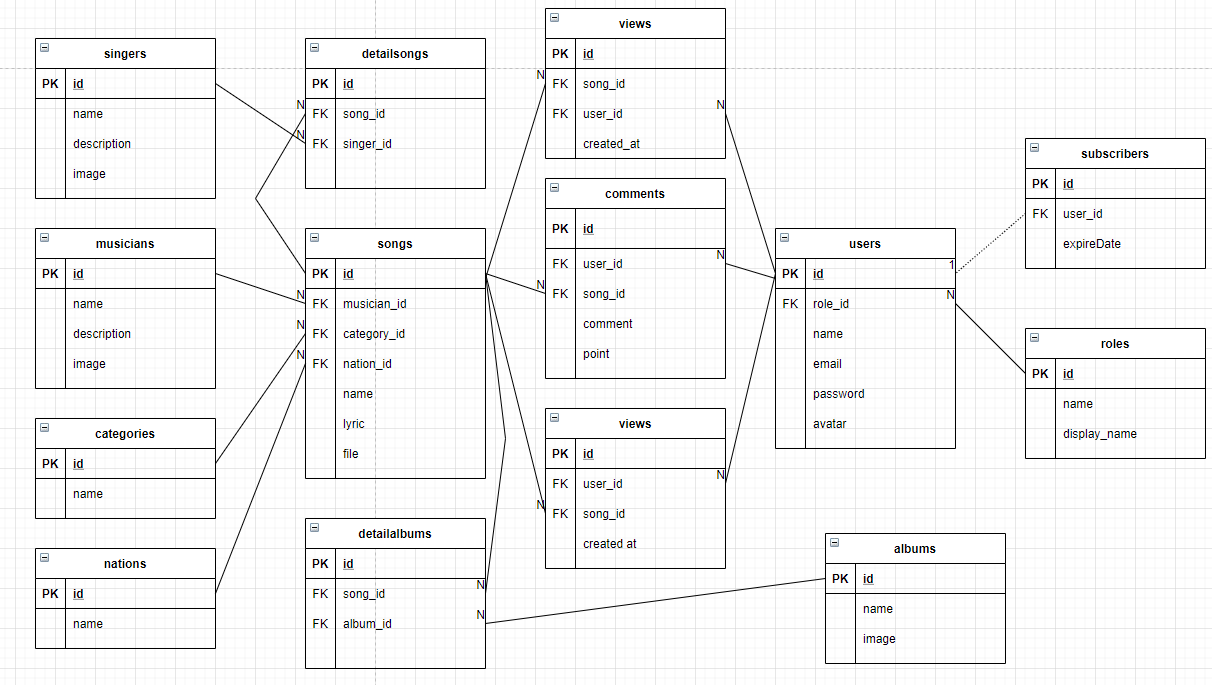 singers
PK id
name
description
image
detailsongs
PK id
N FK song_id
N FK singer_id
views
PK id
N FK song_id
N FK user_id
created_at
musicians
PK id
name
description
image
songs
PK id
N FK musician_id
N FK category_id
N FK nation_id
name
lyric
file
comments
PK id
N FK user_id
N FK song_id
comment
point
users
PK id
1
N FK role_id
name
email
password
avatar
subscribers
PK id
FK user_id
expireDate
roles
PK id
name
display_name
categories
PK id
name
nations
PK id
name
detailalbums
PK id
N FK song_id
N FK album_id
views
PK id
N FK user_id
N FK song_id
created at
albums
PK id
name
image